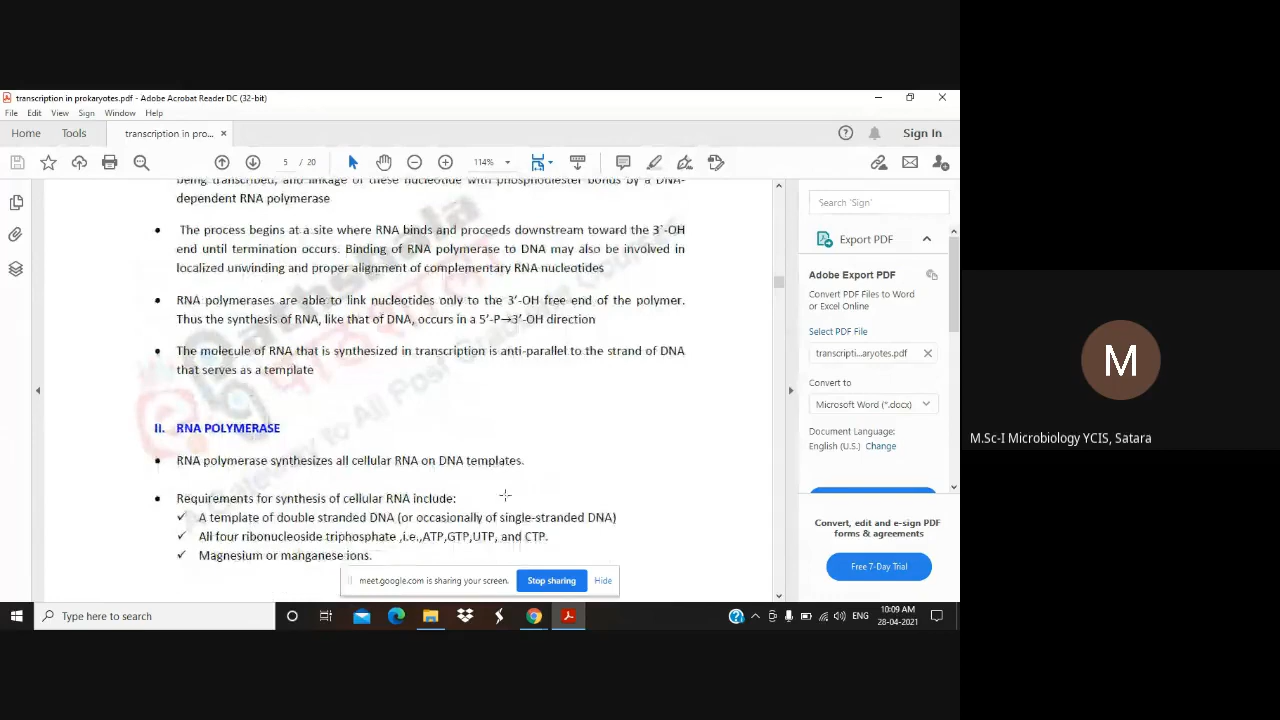 transcription in prokaryotes.pdf - Adobe Acrobat Reader DC (32-bit)
File Edit View Sign Window Help
Home Tools transcription in pro... × Sign In
5 / 20 114%
being transcribed, and linkage of these nucleotide with phosphodiester bonds by a DNA-
dependent RNA polymerase
• The process begins at a site where RNA binds and proceeds downstream toward the 3`-OH
end until termination occurs. Binding of RNA polymerase to DNA may also be involved in
localized unwinding and proper alignment of complementary RNA nucleotides
• RNA polymerases are able to link nucleotides only to the 3′-OH free end of the polymer.
Thus the synthesis of RNA, like that of DNA, occurs in a 5′-P→3′-OH direction
• The molecule of RNA that is synthesized in transcription is anti-parallel to the strand of DNA
that serves as a template
II. RNA POLYMERASE
• RNA polymerase synthesizes all cellular RNA on DNA templates.
• Requirements for synthesis of cellular RNA include:
✓ A template of double stranded DNA (or occasionally of single-stranded DNA)
✓ All four ribonucleoside triphosphate ,i.e.,ATP,GTP,UTP, and CTP.
✓ Magnesium or manganese ions.
Pathshala
पाठशाला
A Gateway to All Post Graduate Courses
Search 'Sign'
Export PDF
Adobe Export PDF
Convert PDF Files to Word
or Excel Online
Select PDF File
transcripti...aryotes.pdf ×
Convert to
Microsoft Word (*.docx)
Document Language:
English (U.S.) Change
Convert, edit and e-sign PDF
forms & agreements
Free 7-Day Trial
meet.google.com is sharing your screen. Stop sharing Hide
Type here to search
ENG
10:09 AM
28-04-2021
M
M.Sc-I Microbiology YCIS, Satara